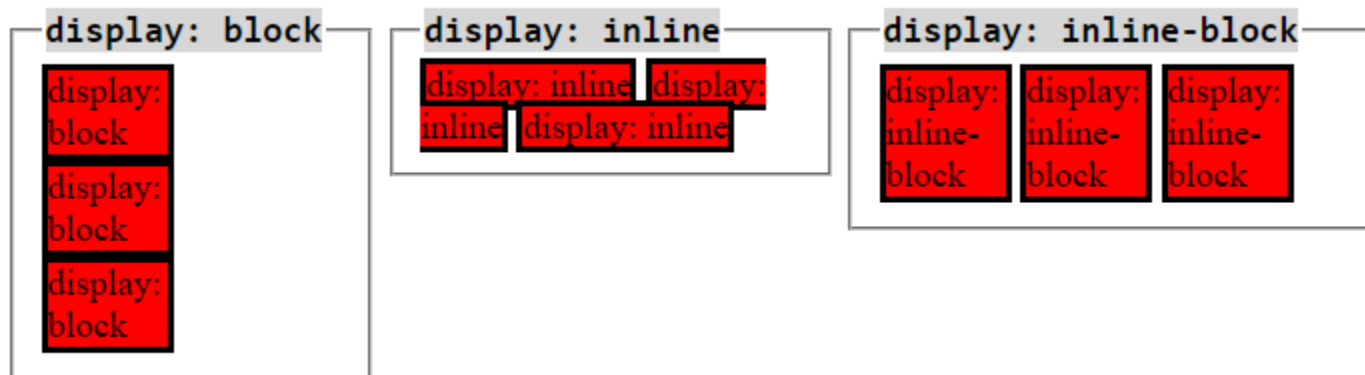 display: block
display:
block
display:
block
display:
block
display: inline
display: inline display:
inline display: inline
display: inline-block
display:
inline-
block
display:
inline-
block
display:
inline-
block